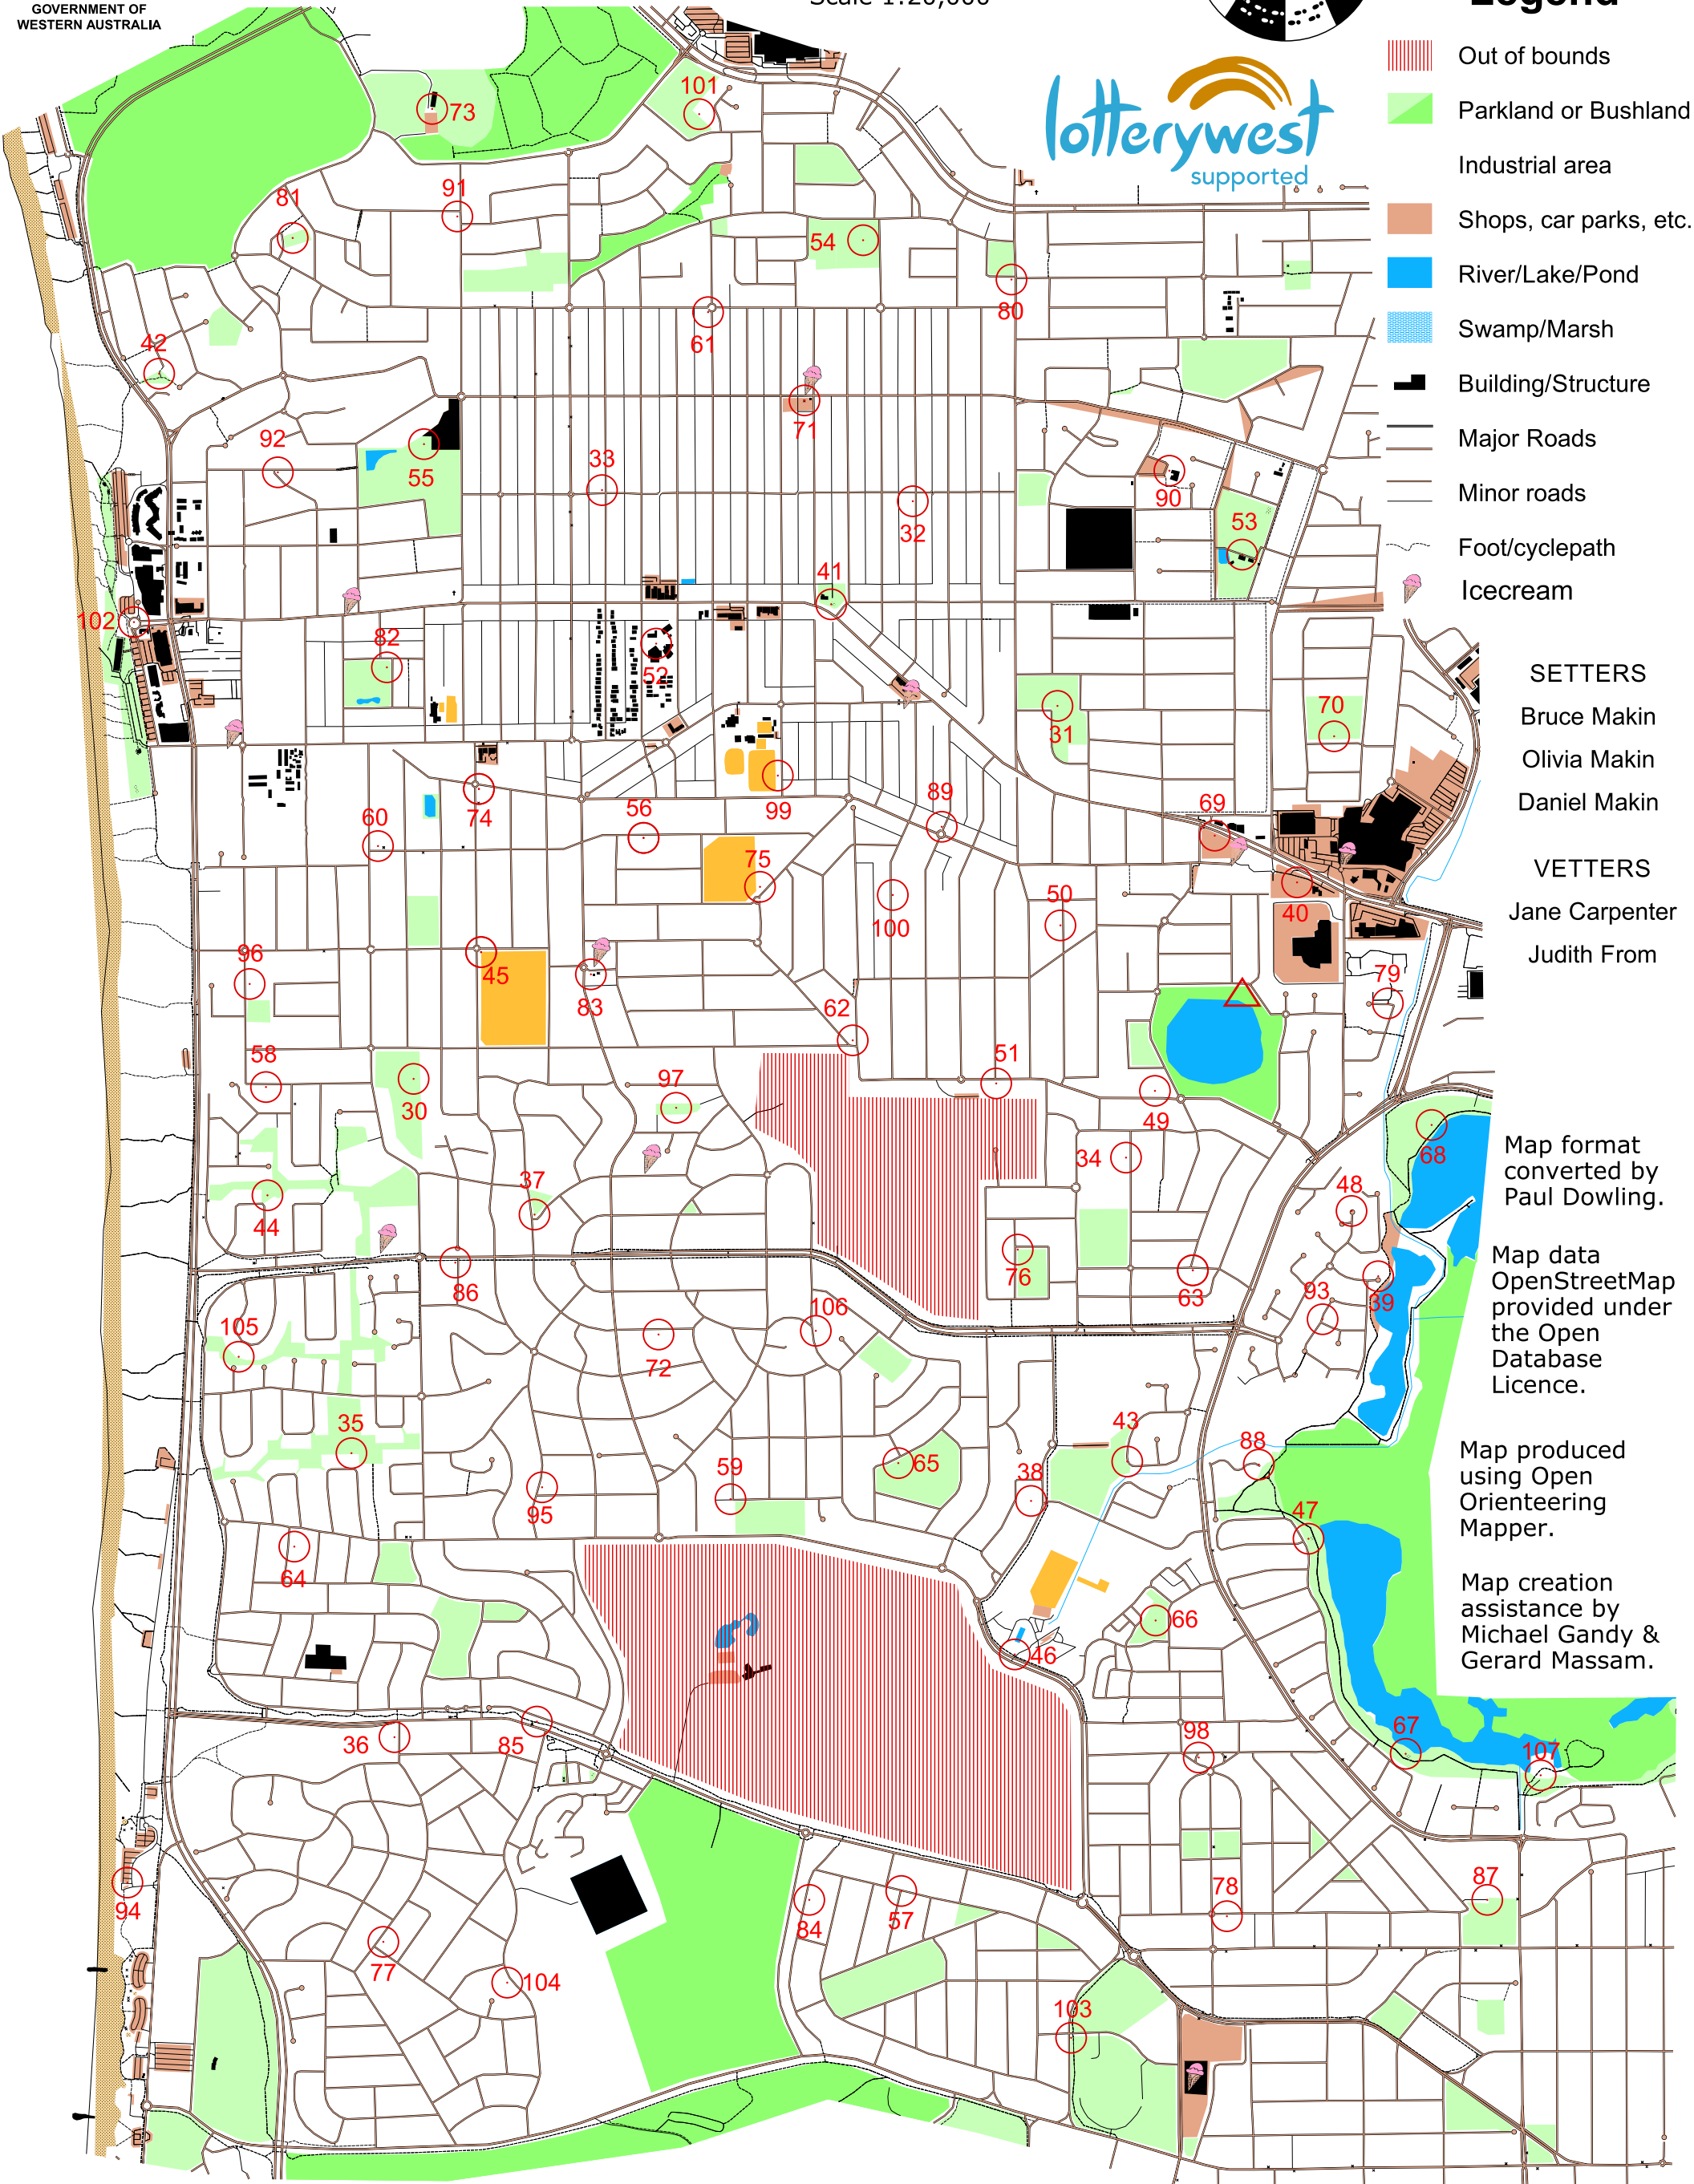 GOVERNMENT OF
WESTERN AUSTRALIA
Scale 1:20,000
Legend
lotterywest
supported
Out of bounds
Parkland or Bushland
Industrial area
Shops, car parks, etc.
River/Lake/Pond
Swamp/Marsh
Building/Structure
Major Roads
Minor roads
Foot/cyclepath
Icecream
SETTERS
Bruce Makin
Olivia Makin
Daniel Makin
VETTERS
Jane Carpenter
Judith From
Map format
converted by
Paul Dowling.
Map data
OpenStreetMap
provided under
the Open
Database
Licence.
Map produced
using Open
Orienteering
Mapper.
Map creation
assistance by
Michael Gandy &
Gerard Massam.
73
101
81
91
54
80
61
42
71
92
55
33
32
90
53
41
102
82
52
31
70
74
99
89
69
60
56
75
100
50
40
96
45
83
62
79
58
30
97
51
49
68
34
44
37
48
76
63
93
39
86
105
106
72
35
95
59
65
38
43
88
47
64
66
46
36
85
98
67
107
94
84
57
78
87
77
104
103